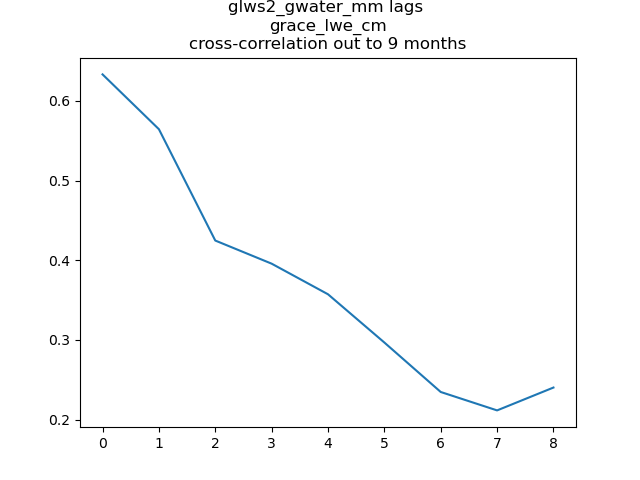 glws2_gwater_mm lags
grace_lwe_cm
cross-correlation out to 9 months
0.6
0.5
0.4
0.3
0.2
0 1 2 3 4 5 6 7 8